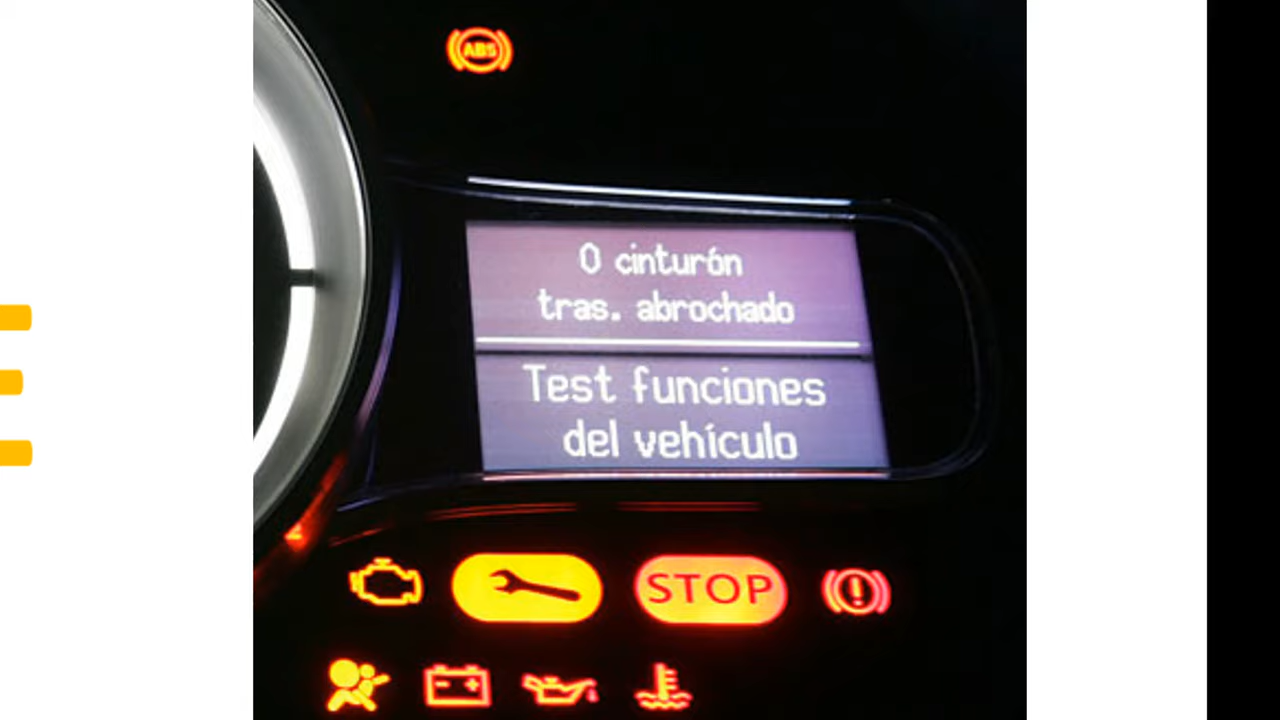 ABS
0 cinturón
tras. abrochado
Test funciones
del vehículo
STOP